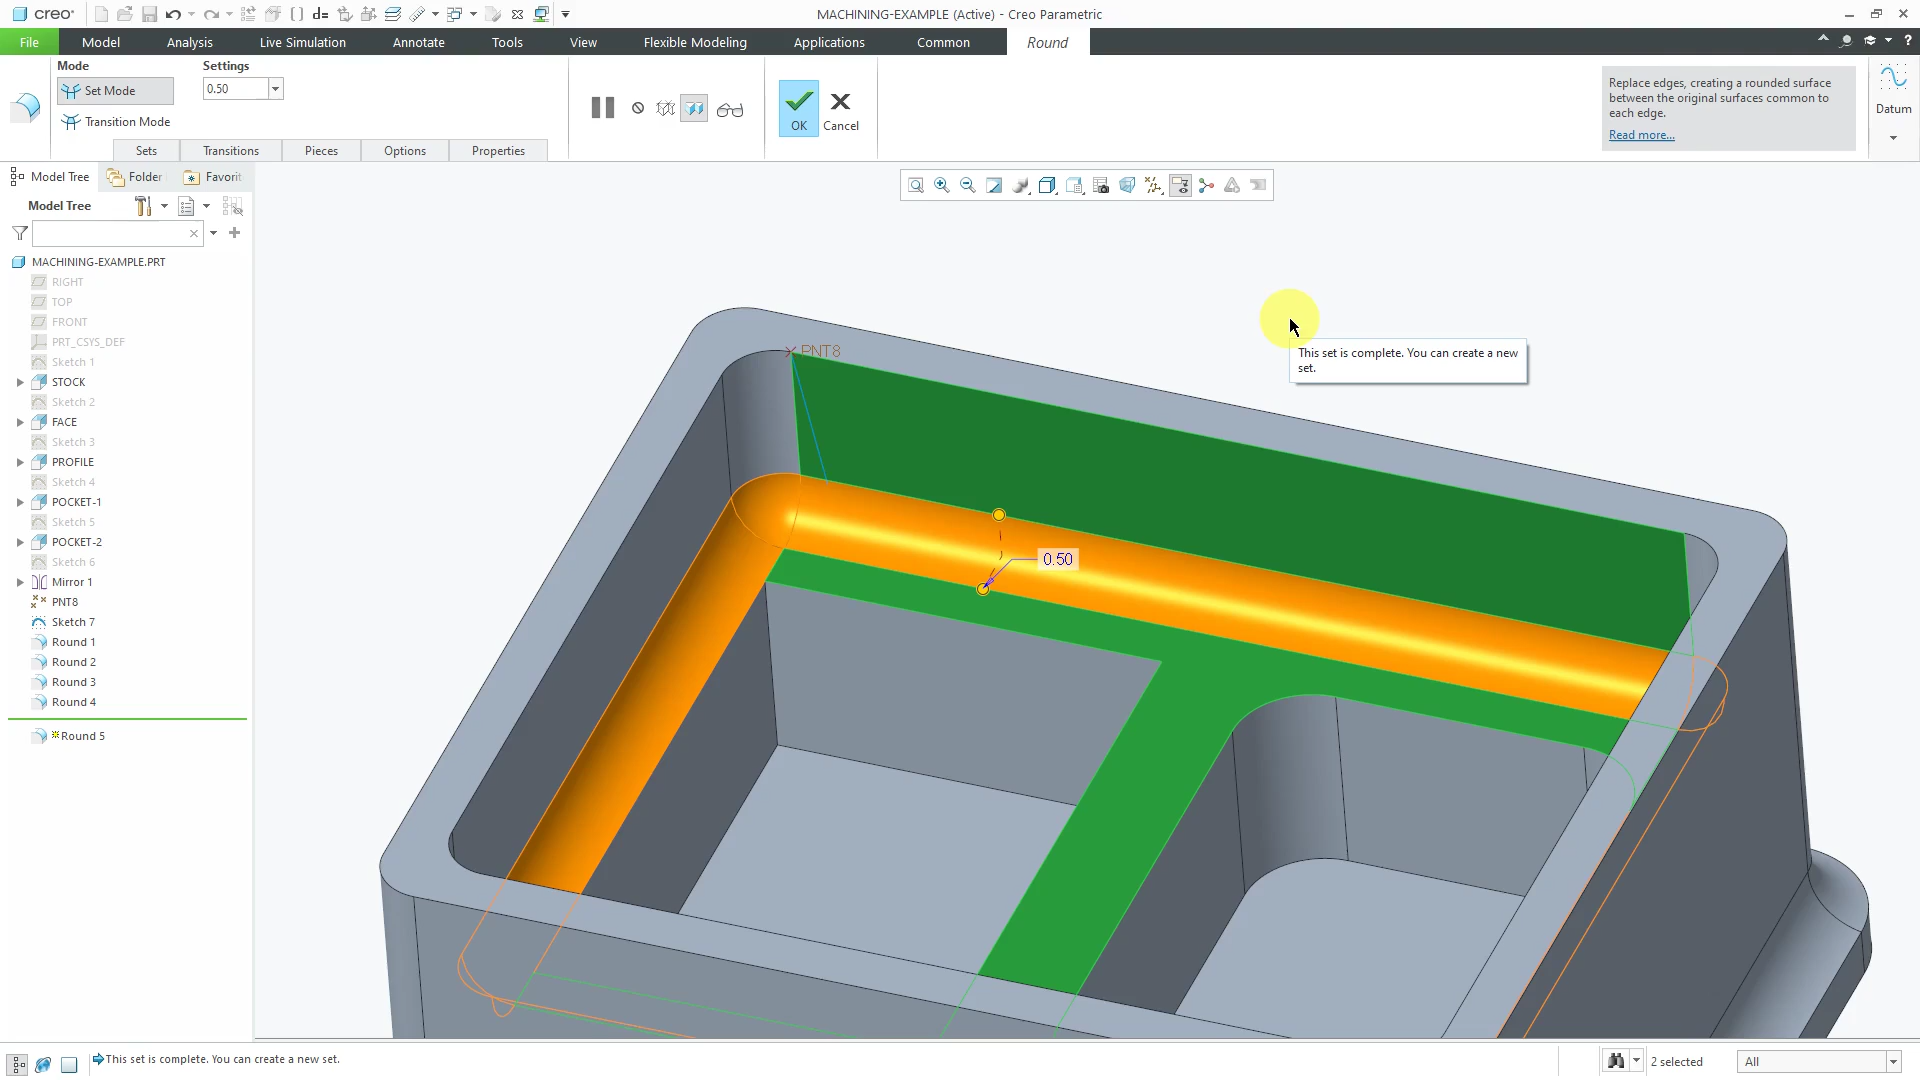 creo
d=
MACHINING-EXAMPLE (Active) - Creo Parametric
File
Model
Analysis
Live Simulation
Annotate
Tools
View
Flexible Modeling
Applications
Common
Round
?
Mode
Settings
Set Mode
0.50
Transition Mode
OK
Cancel
Sets
Transitions
Pieces
Options
Properties
Replace edges, creating a rounded surface
between the original surfaces common to
each edge.
Read more...
Datum
Model Tree
Folder
Favorit
Model Tree
MACHINING-EXAMPLE.PRT
RIGHT
TOP
FRONT
PRT_CSYS_DEF
Sketch 1
STOCK
Sketch 2
FACE
Sketch 3
PROFILE
Sketch 4
POCKET-1
Sketch 5
POCKET-2
Sketch 6
Mirror 1
PNT8
Sketch 7
Round 1
Round 2
Round 3
Round 4
Round 5
PNT8
0.50
This set is complete. You can create a new
set.
This set is complete. You can create a new set.
2 selected
All